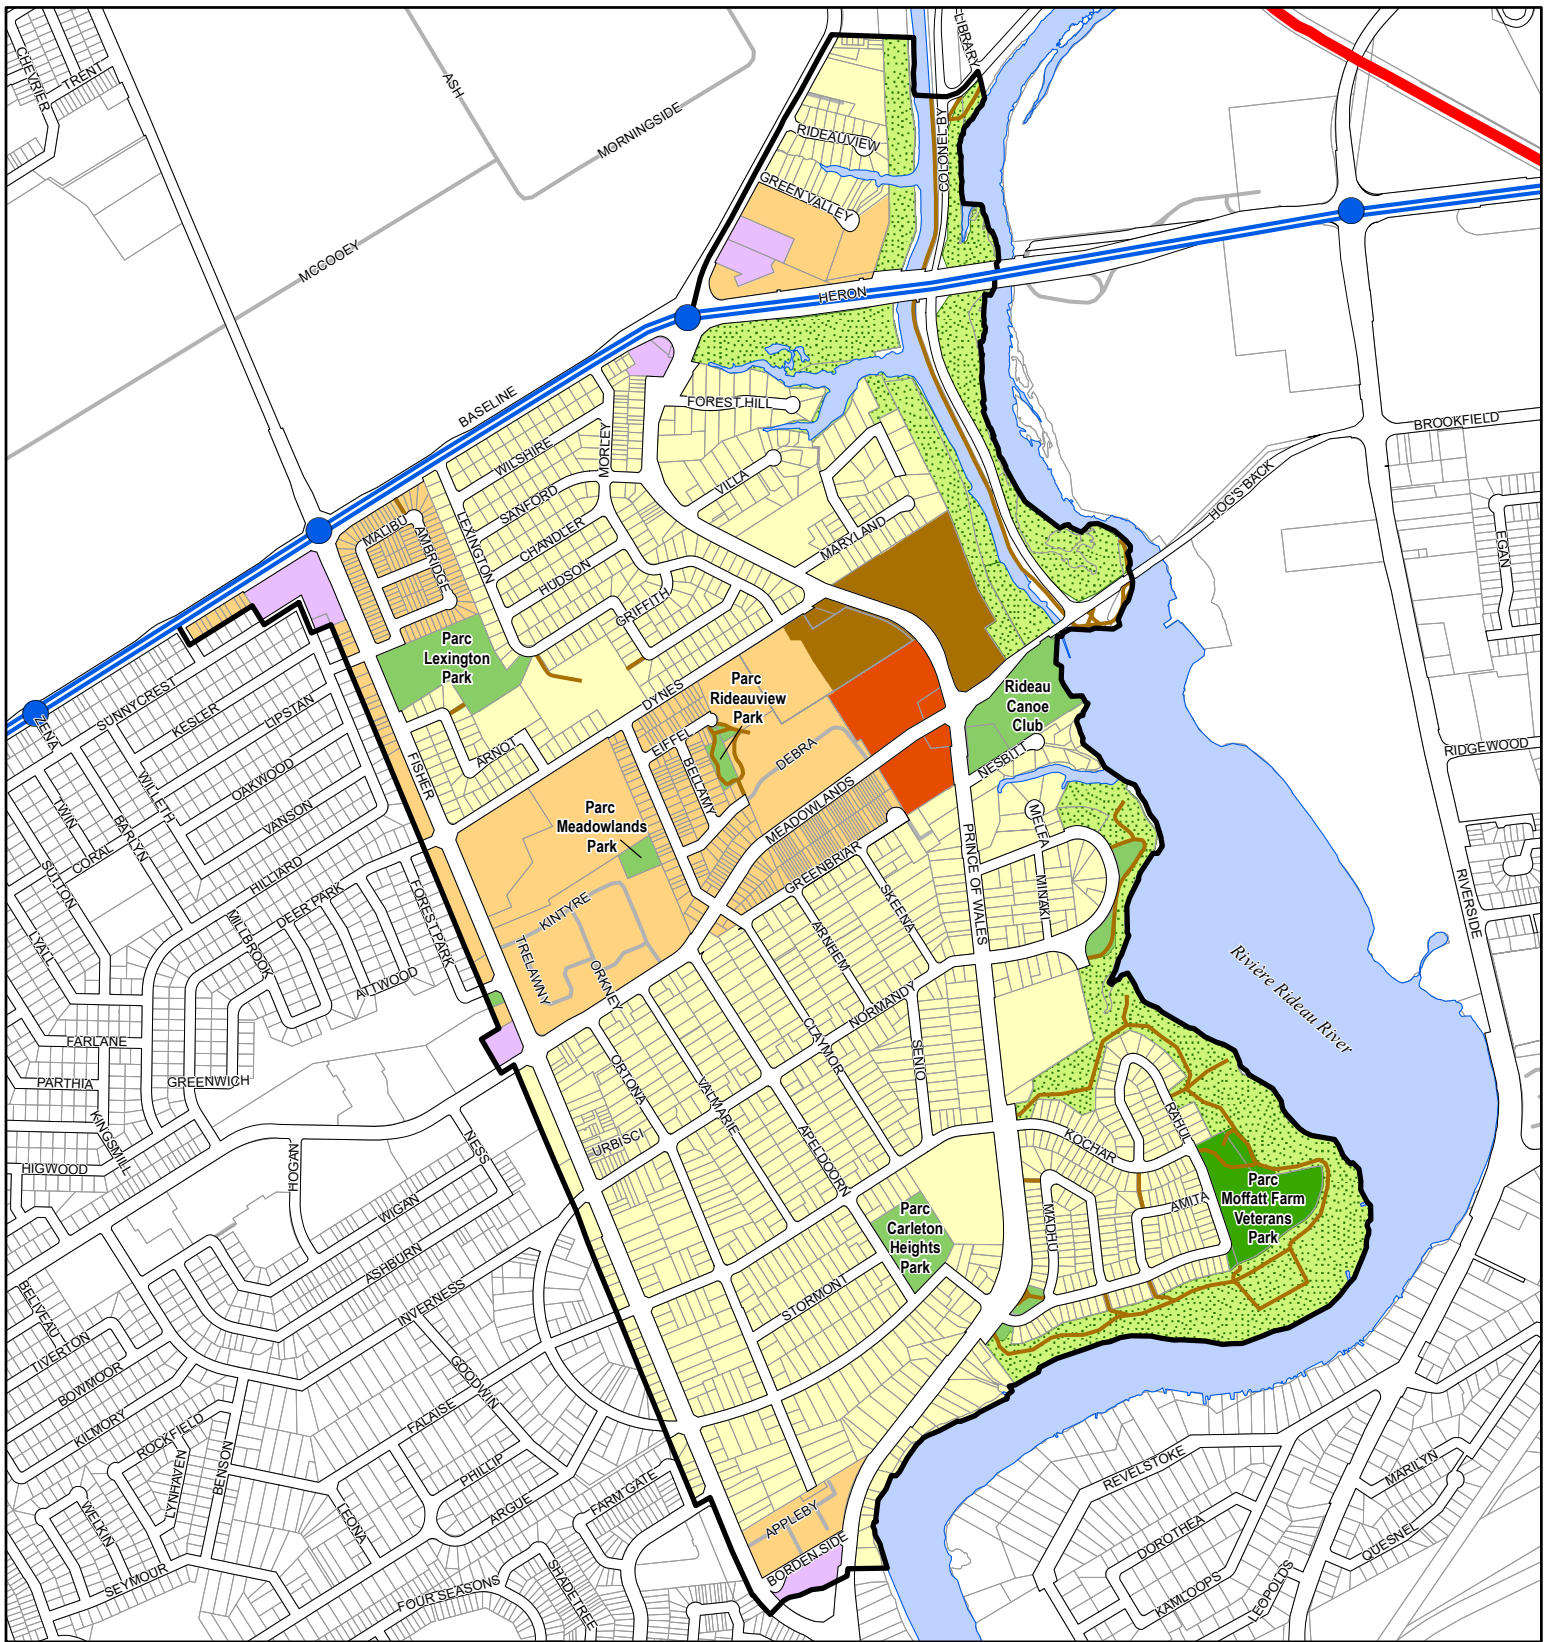 CHEVRIER
TRENT
ASH
MORNINGSIDE
MCCOOEY
LIBRARY
COLONEL BY
RIDEAUVIEW
GREEN VALLEY
HERON
BASELINE
FOREST HILL
BROOKFIELD
HOG'S BACK
WILSHIRE
MORLEY
SANFORD
VILLA
CHANDLER
LEXINGTON
MALIBU
AMBRIDGE
HUDSON
MARYLAND
EGAN
GRIFFITH
Parc
Lexington
Park
Parc
Rideauview
Park
Rideau
Canoe
Club
DYNES
EIFFEL
BELLAMY
DEBRA
NESBITT
RIDGEWOOD
ZENA
SUNNYCREST
KESLER
LIPSTAN
OAKWOOD
WILLETH
VANSON
TWIN
BARLYN
CORAL
SUTTON
HILLIARD
DEER PARK
FISHER
ARNOT
Parc
Meadowlands
Park
MEADOWLANDS
GREENBRIAR
PRINCE OF WALES
MELFA
MINAKI
SKEENA
ARNHEM
RIVERSIDE
FOREST PARK
MILLBROOK
LYALL
ATTWOOD
KINTYRE
TRELAWNY
ORKNEY
NORMANDY
CLAYMOR
SENIO
Rivière Rideau River
FARLANE
PARTHIA
GREENWICH
KINGSMILL
HIGWOOD
HOGAN
NESS
ORTONA
VALMARIE
URBISCI
APELDOORN
KOCHAR
RAHUL
Parc
Moffatt Farm
Veterans
Park
AMITA
MADHU
Parc
Carleton
Heights
Park
WIGAN
ASHBURN
INVERNESS
STORMONT
BELIVEAU
TIVERTON
BOWMOOR
KILMORY
ROCKFIELD
GOODWIN
FALAISE
PHILLIP
ARGUE
FARM GATE
LYNHAVEN
BENSON
WELKIN
LEONA
SEYMOUR
FOUR SEASONS
SHADETREE
APPLEBY
BORDEN SIDE
REVELSTOKE
MARILYN
DOROTHEA
QUESNEL
KAMLOOPS
LEOPOLDS